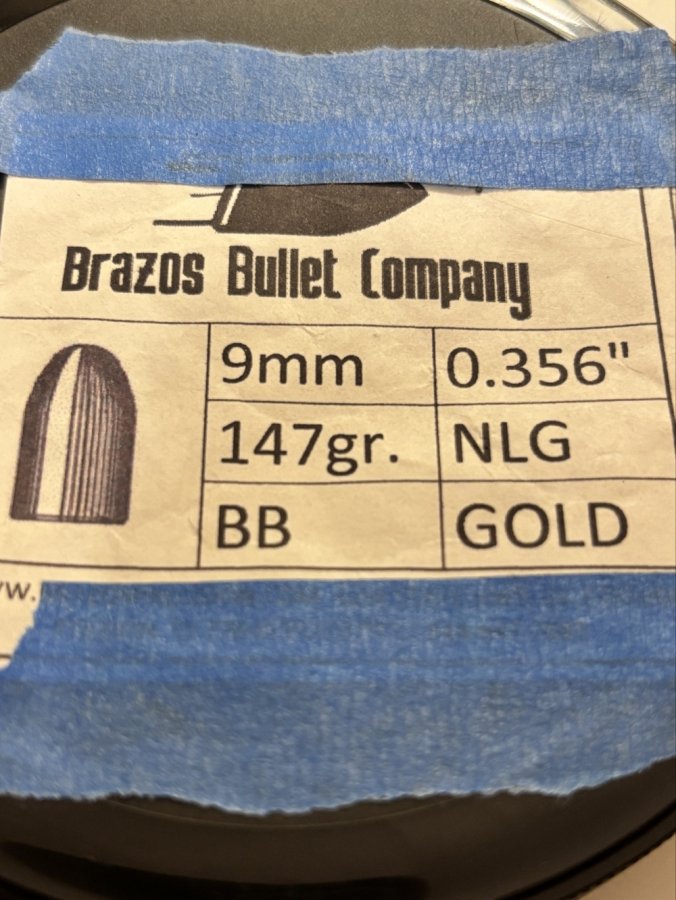 Brazos Bullet Company
9mm 0.356"
147gr. NLG
BB GOLD